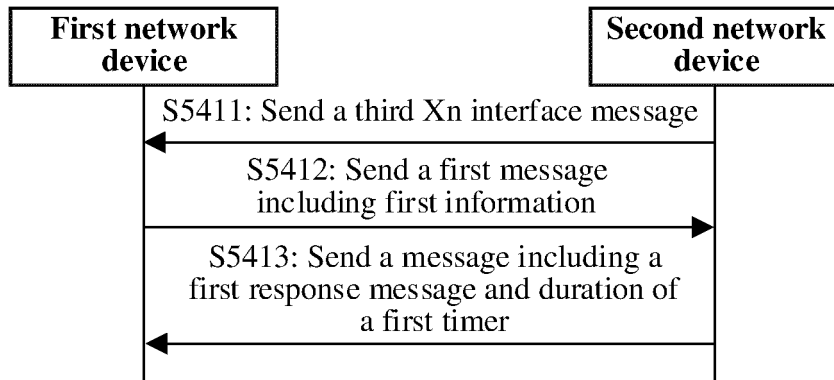 First network
device
Second network
device
S5411: Send a third Xn interface message
S5412: Send a first message
including first information
S5413: Send a message including a
first response message and duration of
a first timer